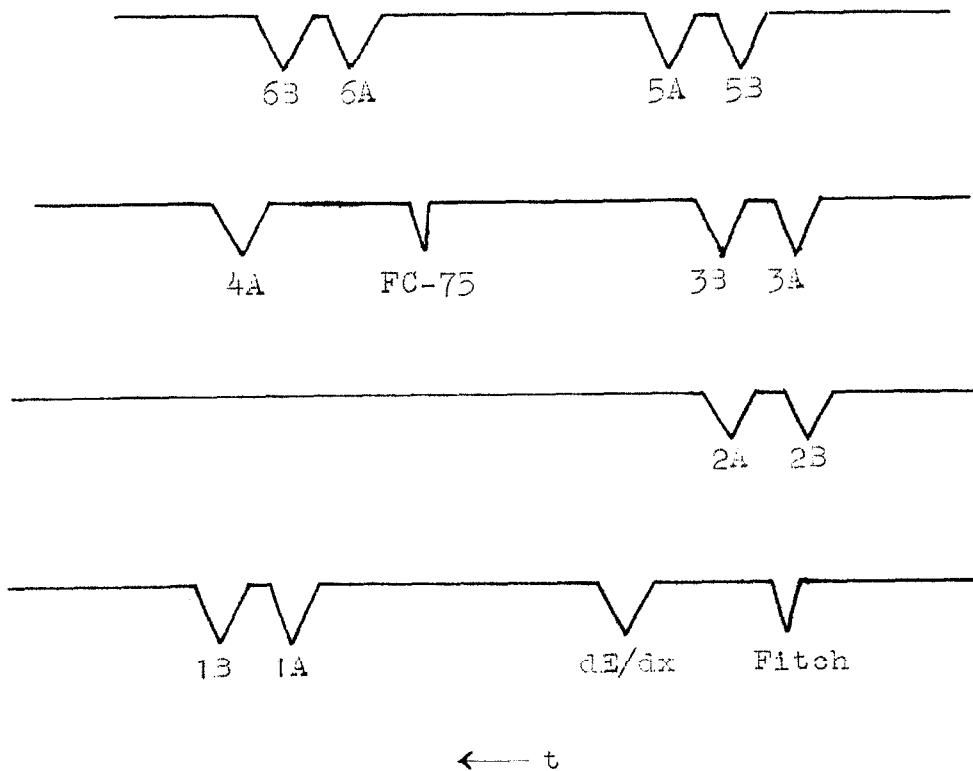 6B 6A 5A 5B
4A FC-75 3B 3A
2A 2B
1B 1A dE/dx Fitch
← t